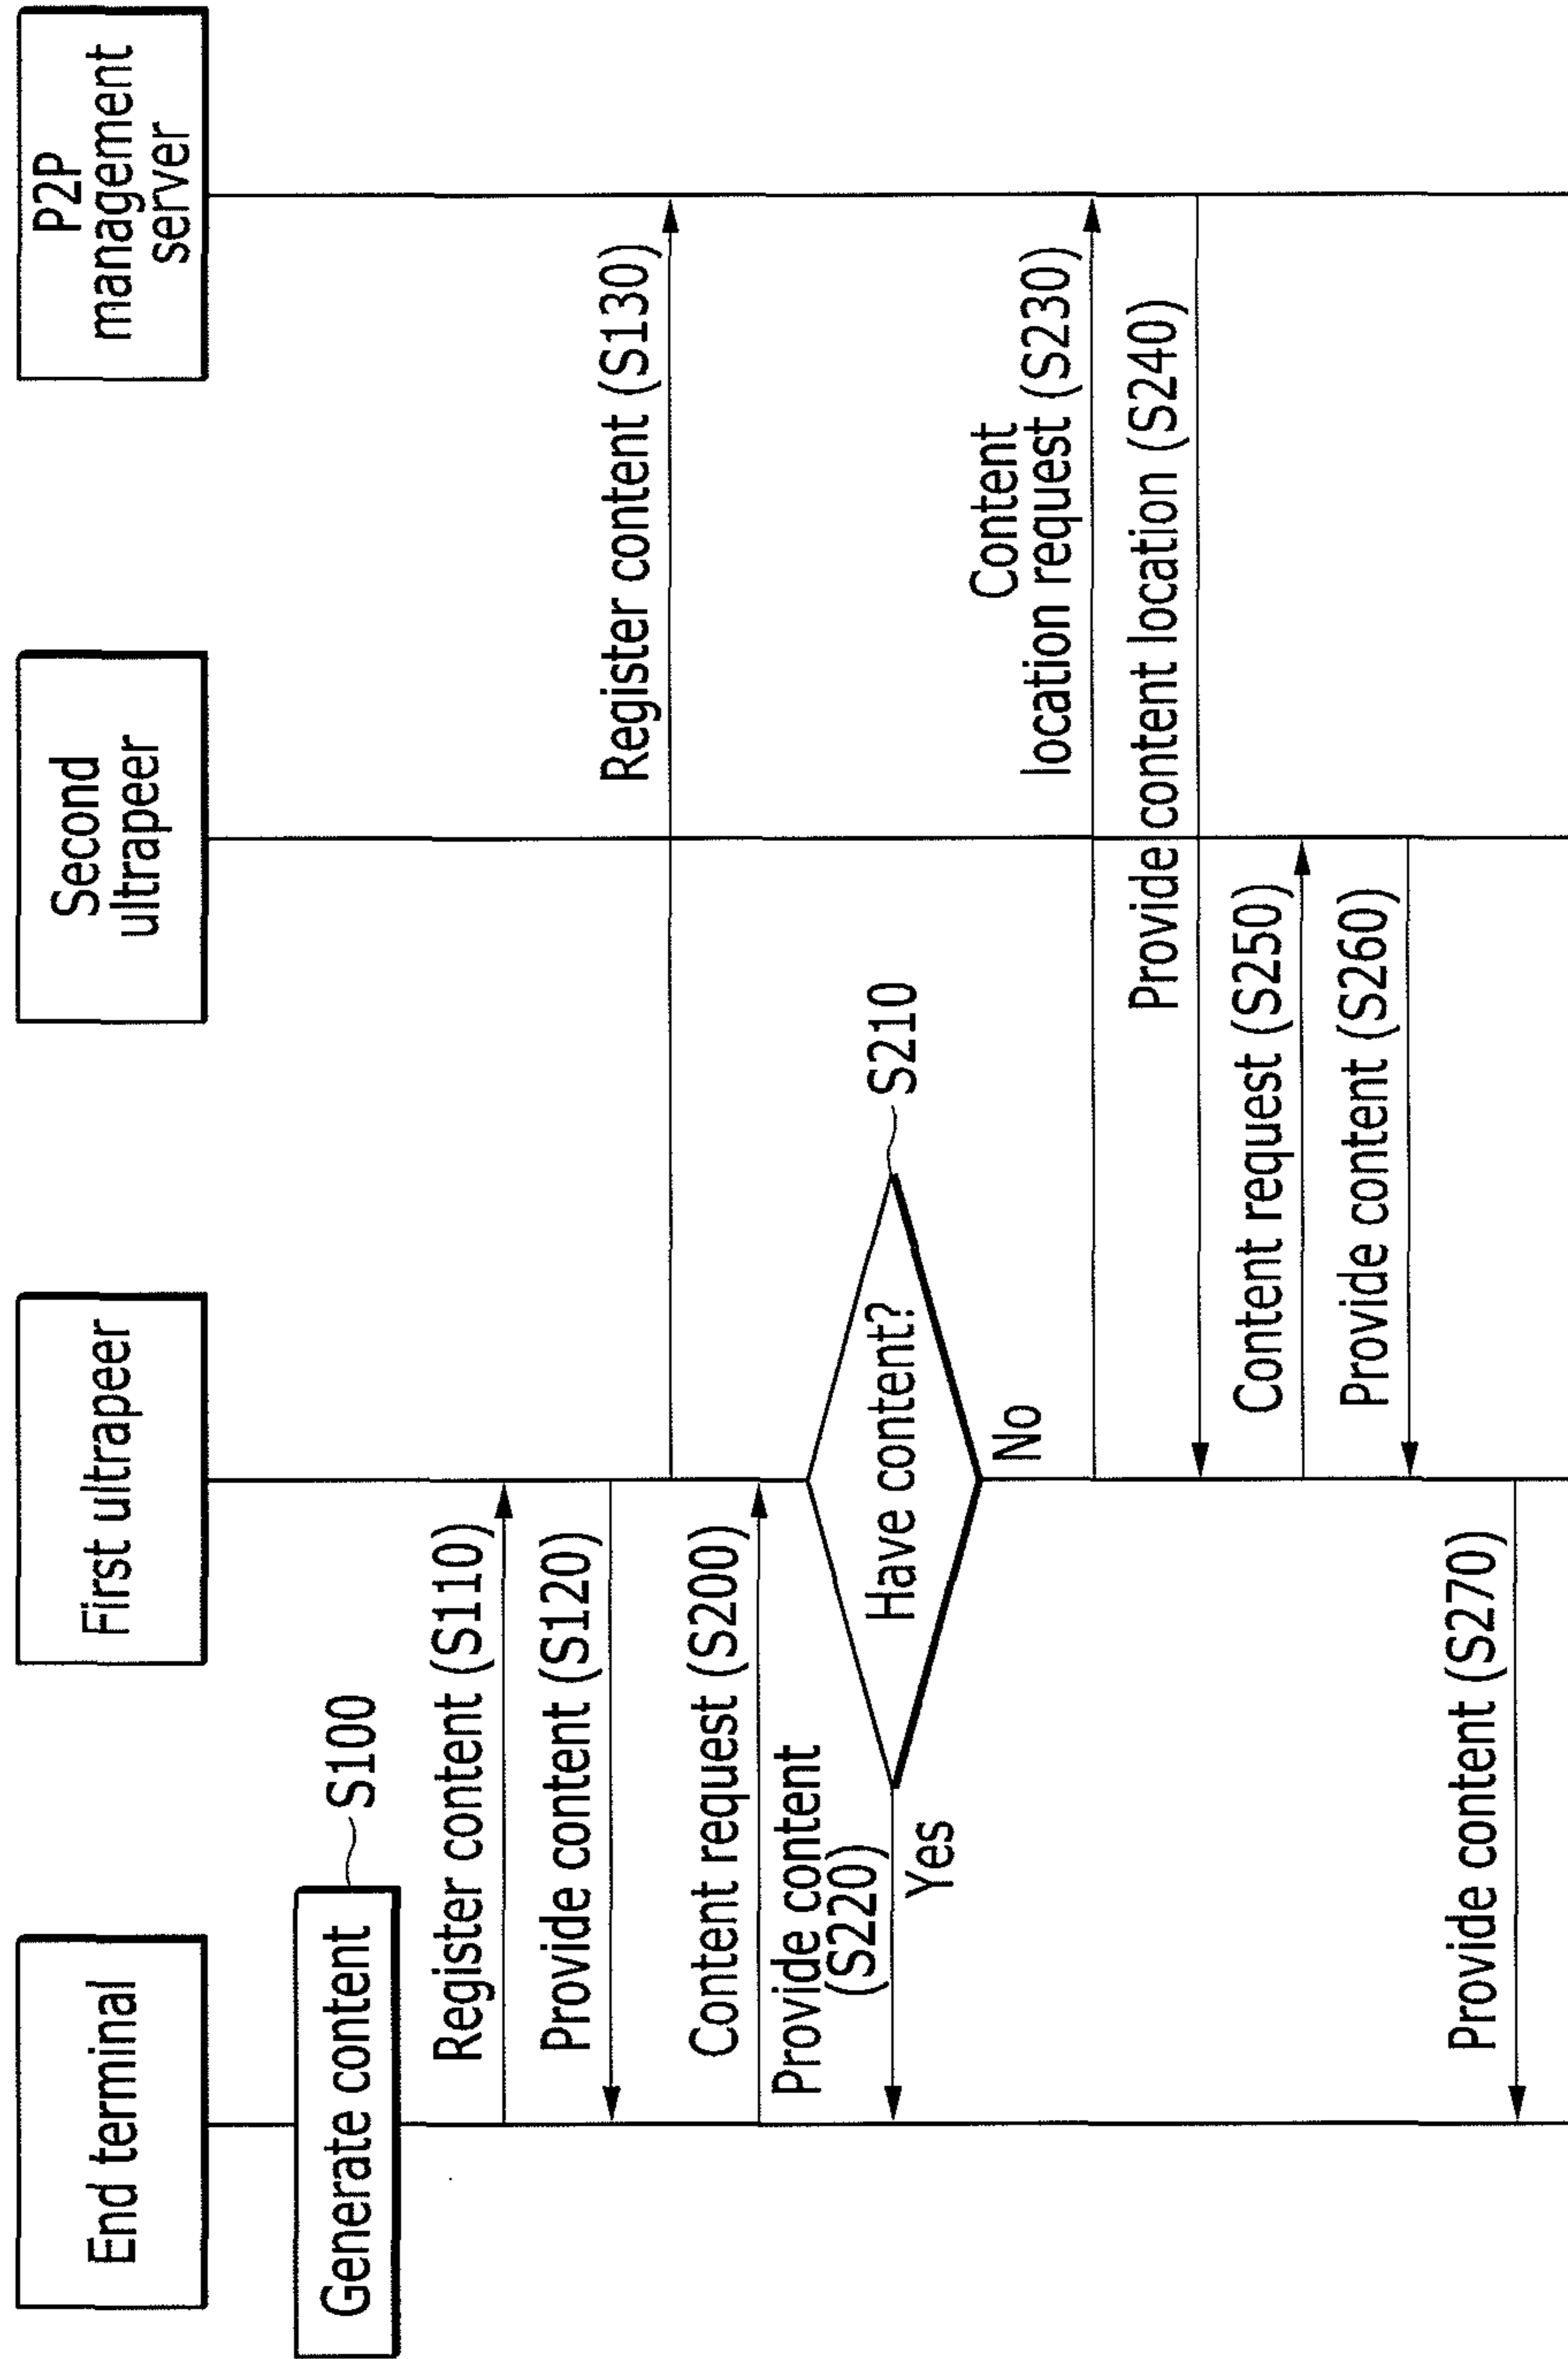 End terminal
First ultrapeer
Second
ultrapeer
P2P
management
server
Generate content
S100
Register content (S110)
Provide content (S120)
Register content (S130)
Content request (S200)
Have content?
S210
Provide content
(S220)
Yes
No
Content
location request (S230)
Provide content location (S240)
Content request (S250)
Provide content (S260)
Provide content (S270)